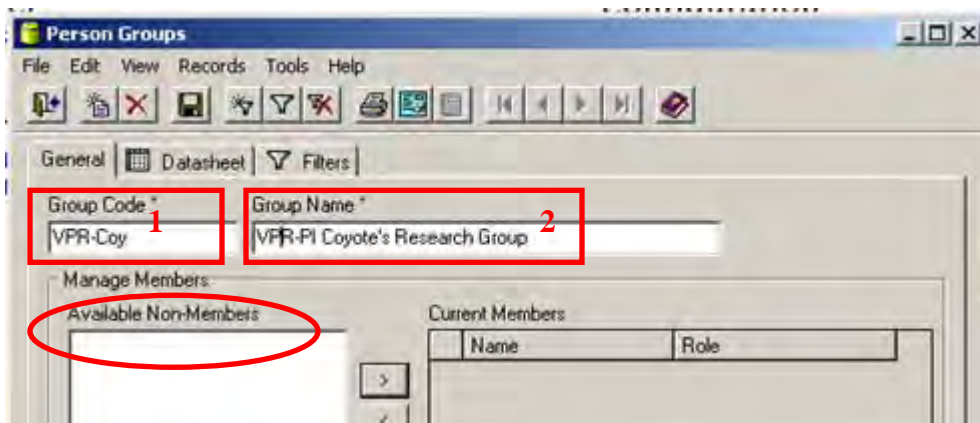 Person Groups
File Edit View Records Tools Help
General Datasheet Filters
Group Code * Group Name *
1 2
VPR-Coy VPR-PI Coyote's Research Group
Manage Members
Available Non-Members Current Members
Name Role
>